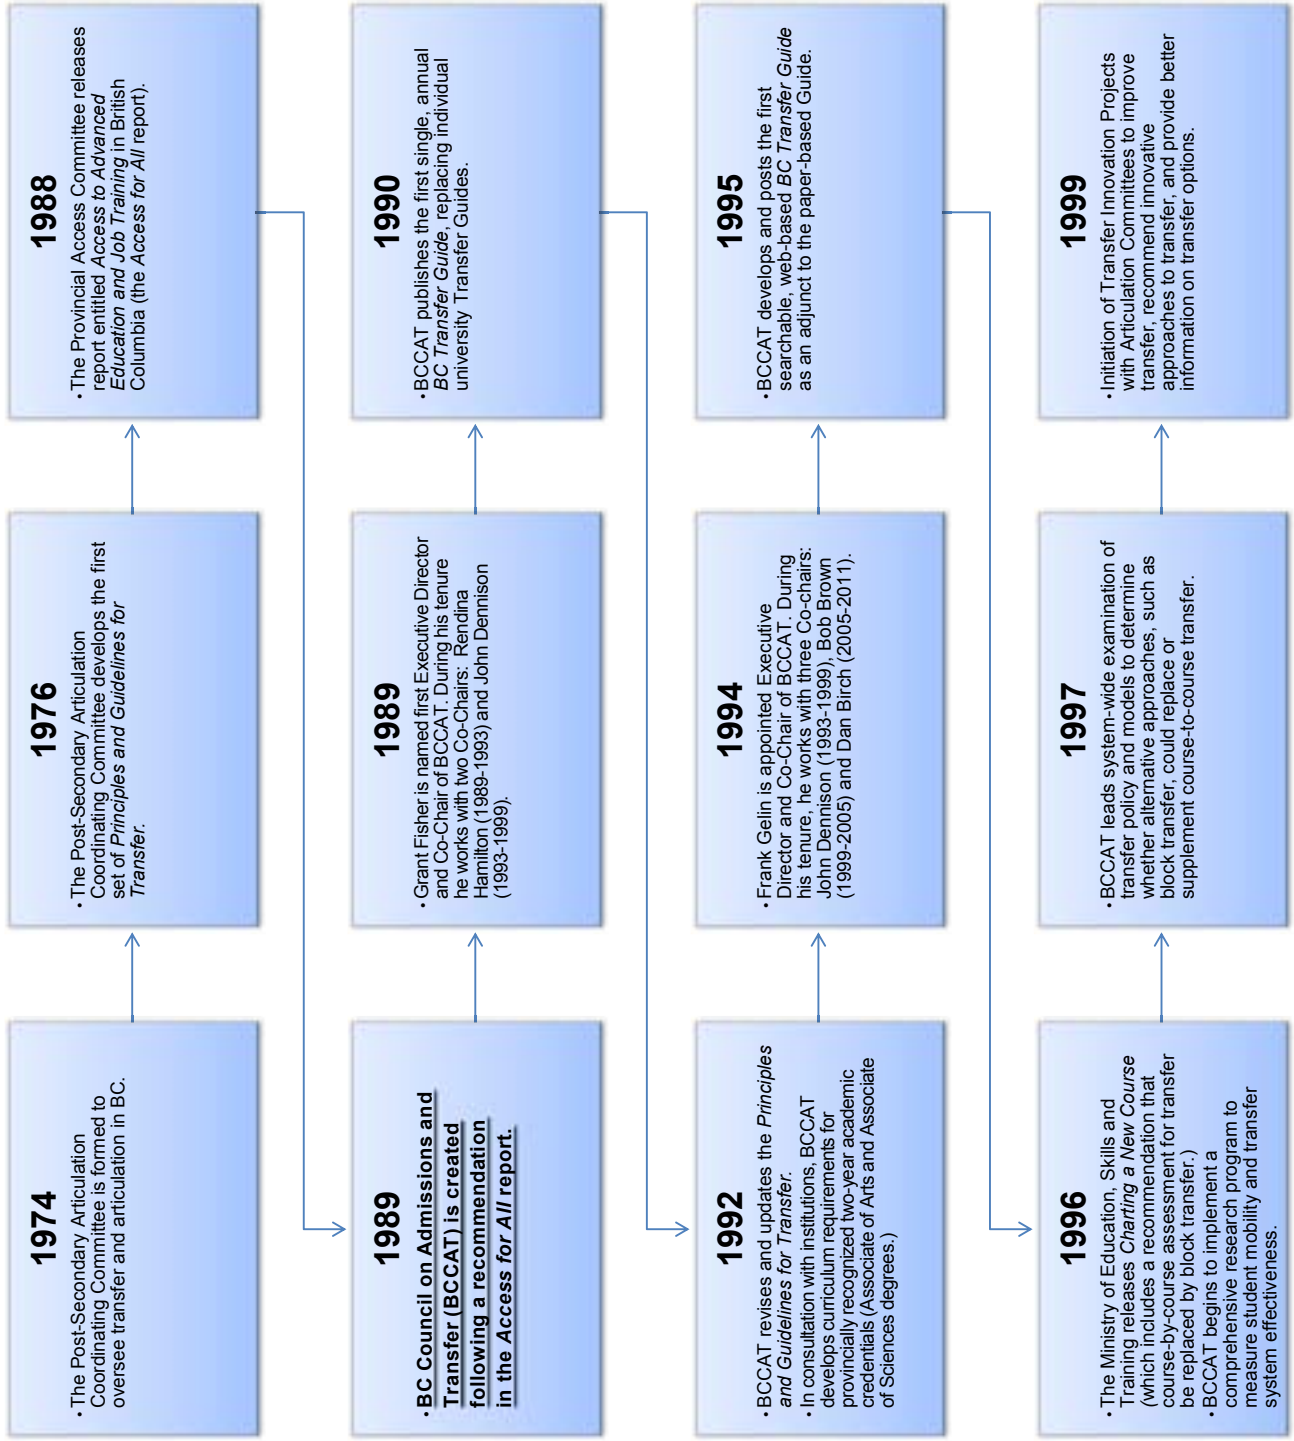 1974
• The Post-Secondary Articulation
Coordinating Committee is formed to
oversee transfer and articulation in BC.
1976
• The Post-Secondary Articulation
Coordinating Committee develops the first
set of Principles and Guidelines for
Transfer.
1988
• The Provincial Access Committee releases
report entitled Access to Advanced
Education and Job Training in British
Columbia (the Access for All report).
1989
• BC Council on Admissions and
Transfer (BCCAT) is created
following a recommendation
in the Access for All report.
1989
• Grant Fisher is named first Executive Director
and Co-Chair of BCCAT. During his tenure
he works with two Co-Chairs: Rendina
Hamilton (1989-1993) and John Dennison
(1993-1999).
1990
• BCCAT publishes the first single, annual
BC Transfer Guide, replacing individual
university Transfer Guides.
1992
• BCCAT revises and updates the Principles
and Guidelines for Transfer.
• In consultation with institutions, BCCAT
develops curriculum requirements for
provincially recognized two-year academic
credentials (Associate of Arts and Associate
of Sciences degrees.)
1994
• Frank Gelin is appointed Executive
Director and Co-Chair of BCCAT. During
his tenure, he works with three Co-chairs:
John Dennison (1993-1999), Bob Brown
(1999-2005) and Dan Birch (2005-2011).
1995
• BCCAT develops and posts the first
searchable, web-based BC Transfer Guide
as an adjunct to the paper-based Guide.
1996
• The Ministry of Education, Skills and
Training releases Charting a New Course
(which includes a recommendation that
course-by-course assessment for transfer
be replaced by block transfer.)
• BCCAT begins to implement a
comprehensive research program to
measure student mobility and transfer
system effectiveness.
1997
• BCCAT leads system-wide examination of
transfer policy and models to determine
whether alternative approaches, such as
block transfer, could replace or
supplement course-to-course transfer.
1999
• Initiation of Transfer Innovation Projects
with Articulation Committees to improve
transfer, recommend innovative
approaches to transfer, and provide better
information on transfer options.